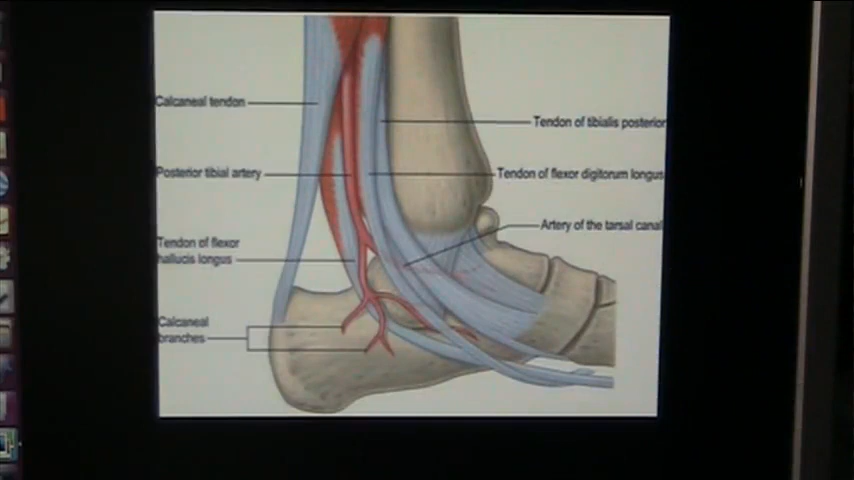 Calcaneal tendon
Tendon of tibialis posterior
Posterior tibial artery
Tendon of flexor digitorum longus
Artery of the tarsal canal
Tendon of flexor
hallucis longus
Calcaneal
branches